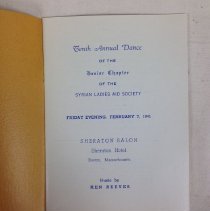 Tenth Annual Dance
OF THE
Junior Chapter
OF THE
SYRIAN LADIES AID SOCIETY
FRIDAY EVENING, FEBRUARY 7, 1941
SHERATON SALON
Sheraton Hotel
Boston, Massachusetts
Music by
KEN REEVES